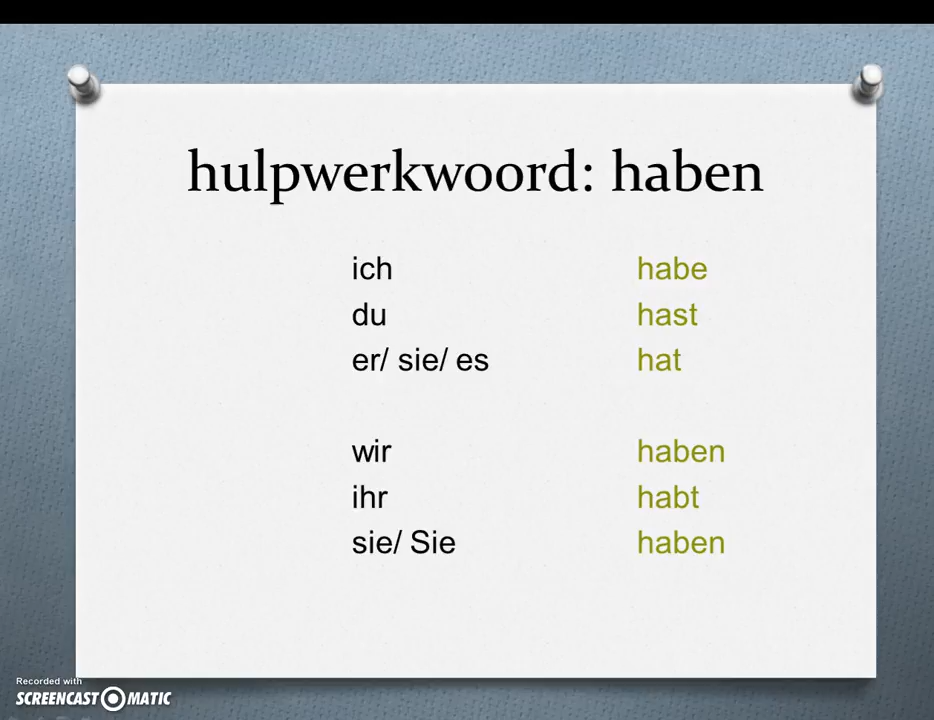 hulpwerkwoord: haben
ich habe
du hast
er/ sie/ es hat
wir haben
ihr habt
sie/ Sie haben
Recorded with
SCREENCAST MATIC